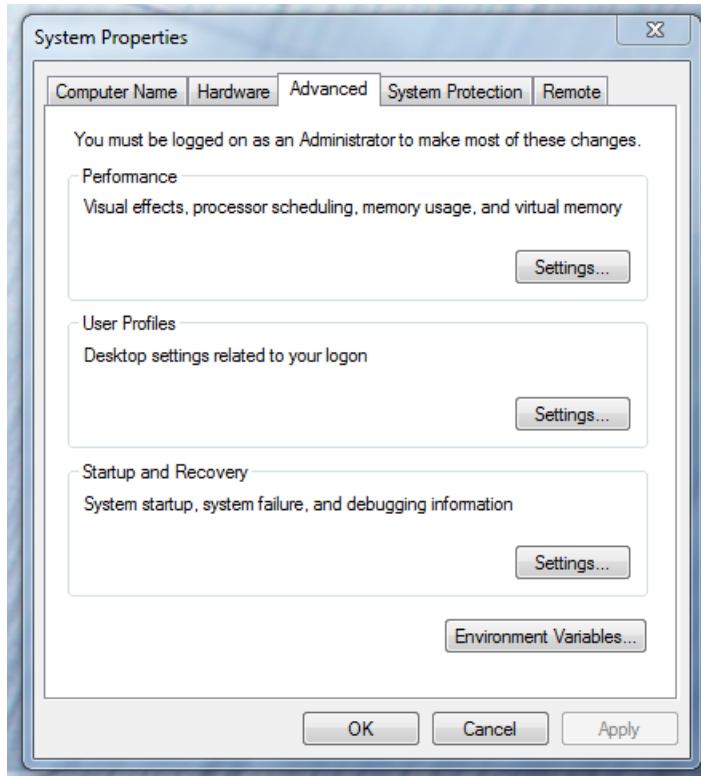 System Properties
Computer Name Hardware Advanced System Protection Remote
You must be logged on as an Administrator to make most of these changes.
Performance
Visual effects, processor scheduling, memory usage, and virtual memory
Settings...
User Profiles
Desktop settings related to your logon
Settings...
Startup and Recovery
System startup, system failure, and debugging information
Settings...
Environment Variables...
OK Cancel Apply